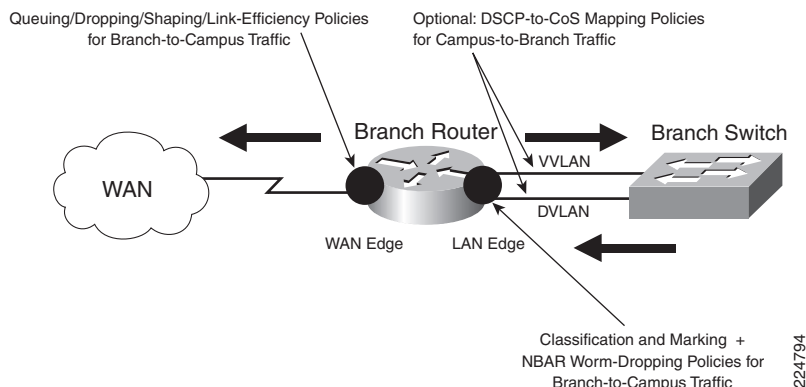 Queuing/Dropping/Shaping/Link-Efficiency Policies
for Branch-to-Campus Traffic
Optional: DSCP-to-CoS Mapping Policies
for Campus-to-Branch Traffic
Branch Router
Branch Switch
VVLAN
WAN
DVLAN
WAN Edge
LAN Edge
Classification and Marking +
NBAR Worm-Dropping Policies for
Branch-to-Campus Traffic
224794